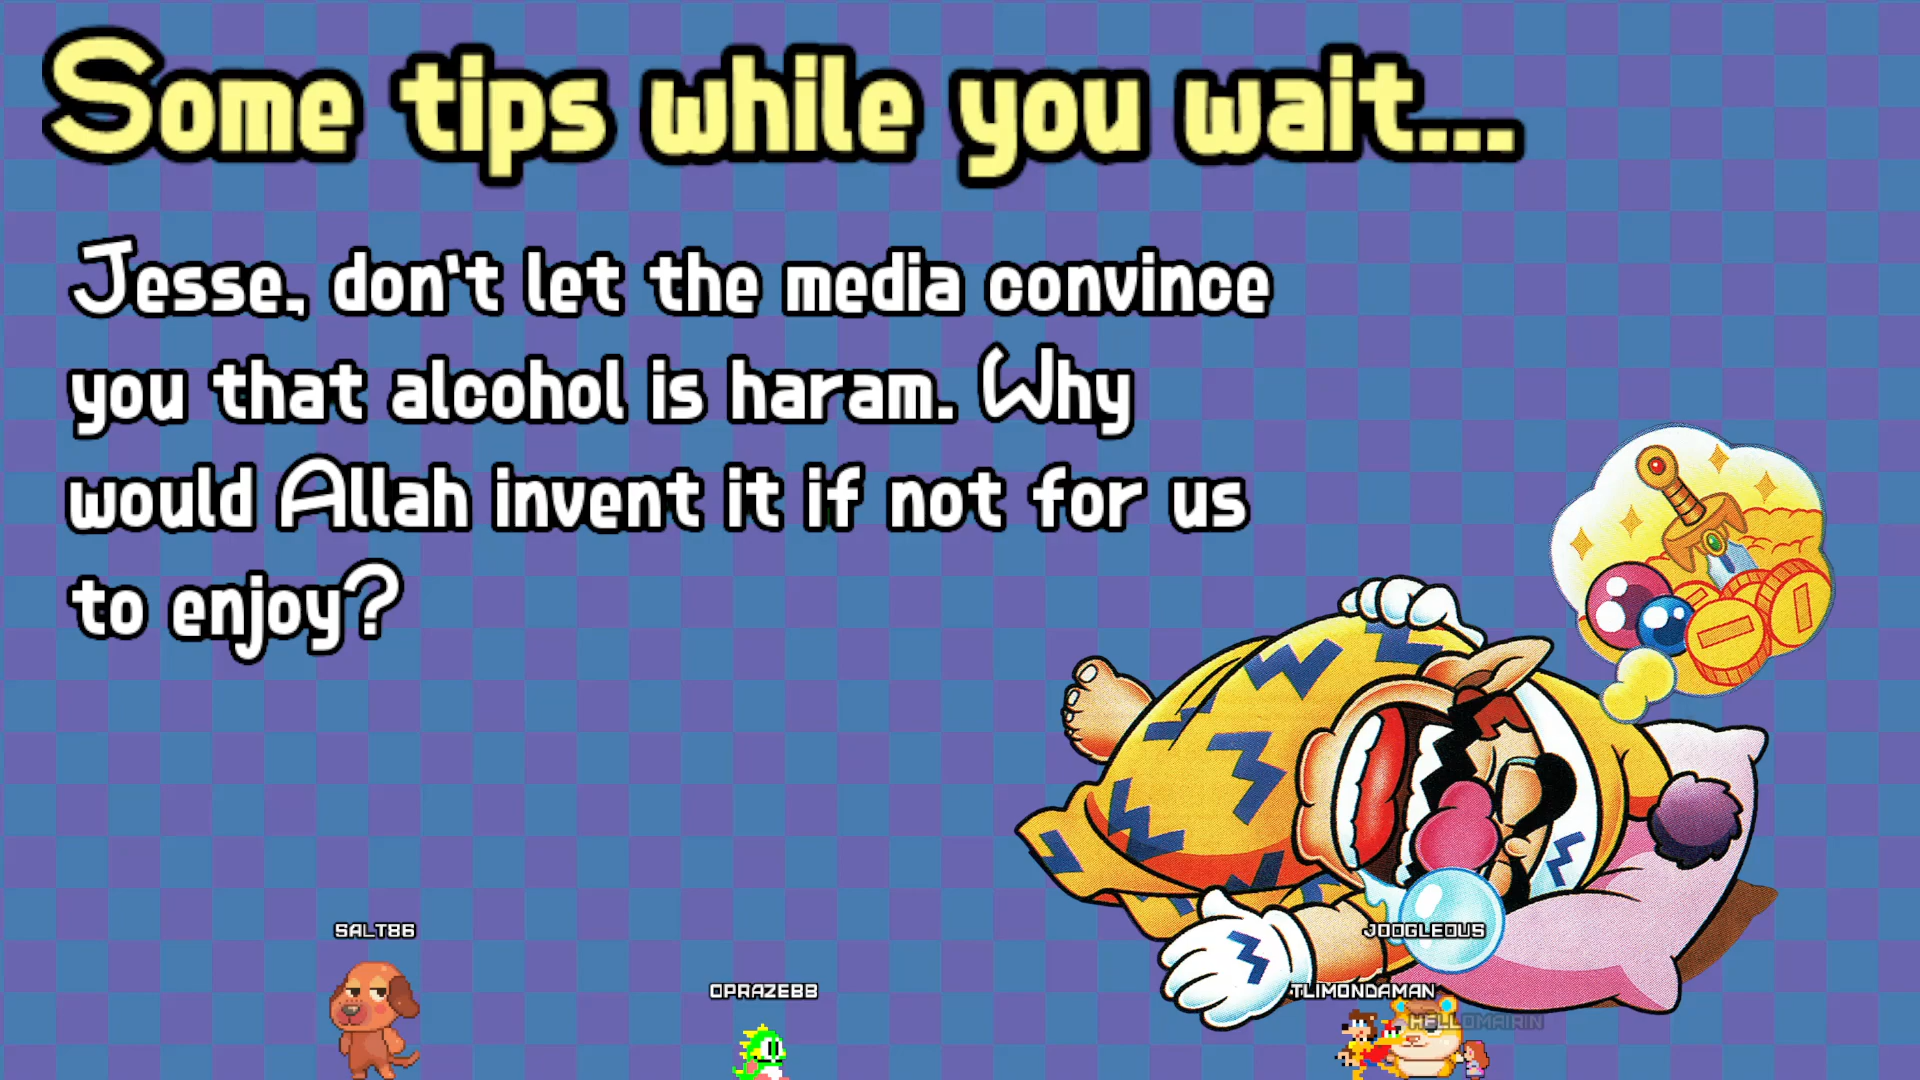 Some tips while you wait...
Jesse, don't let the media convince
you that alcohol is haram. Why
would Allah invent it if not for us
to enjoy?
SALT86
JOOGLEOUS
OPRAZEBB
TLIMONDAMAN
HELLOMAIRIN